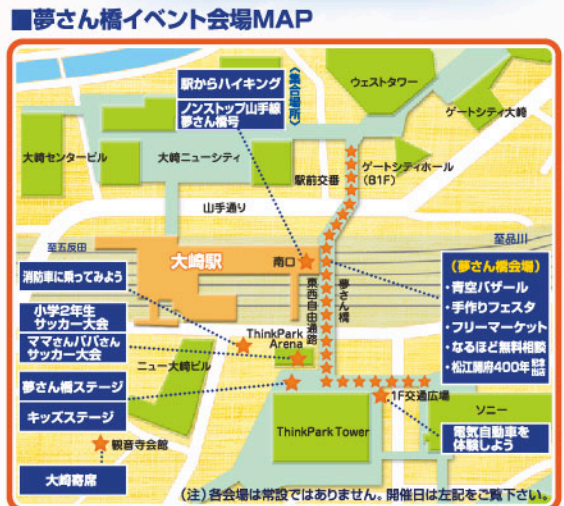 ■夢さん橋イベント会場MAP
駅からハイキング
ノンストップ山手線
夢さん橋号
〈集合場所〉
ウェストタワー
ゲートシティ大崎
大崎センタービル
大崎ニューシティ
駅前交番
ゲートシティホール
(B1F)
山手通り
至五反田
大崎駅
南口
至品川
東西自由通路
夢さん橋
(夢さん橋会場)
・青空バザール
・手作りフェスタ
・フリーマーケット
・なるほど無料相談
・松江開府400年記念出店
消防車に乗ってみよう
小学2年生
サッカー大会
ママさんパパさん
サッカー大会
ThinkPark
Arena
ニュー大崎ビル
夢さん橋ステージ
キッズステージ
1F交通広場
ソニー
ThinkPark Tower
電気自動車を
体験しよう
観音寺会館
大崎寄席
(注)各会場は常設ではありません。開催日は左記をご覧下さい。